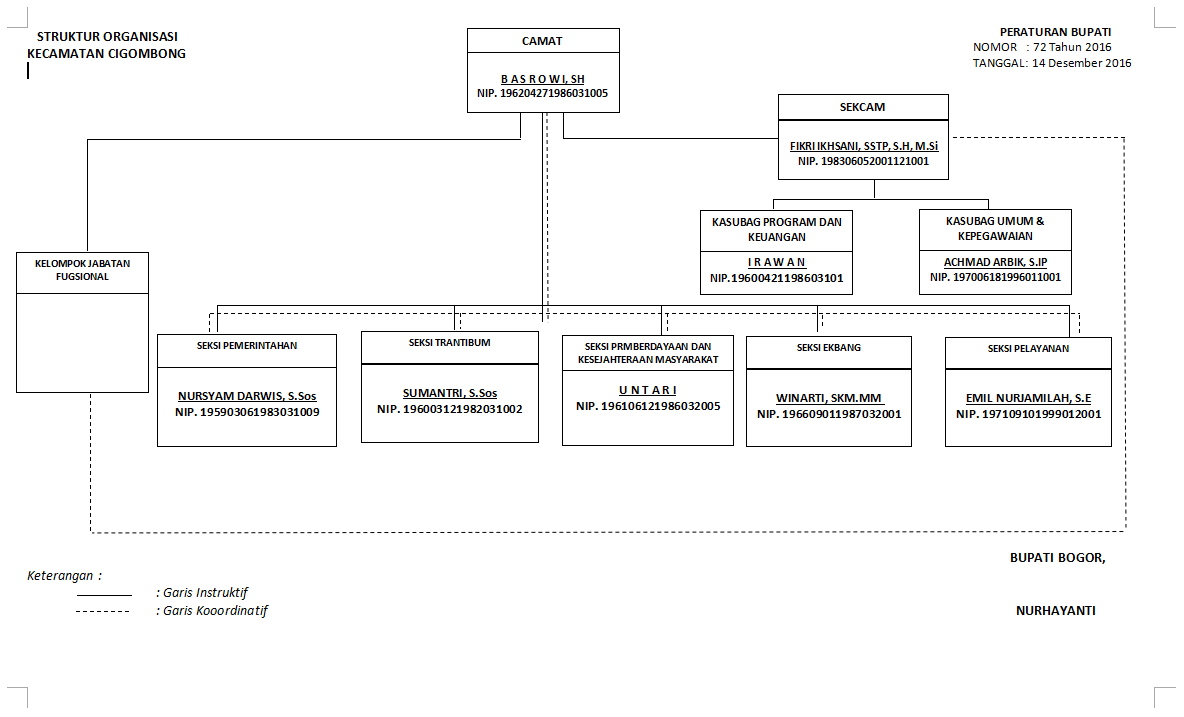 STRUKTUR ORGANISASI
KECAMATAN CIGOMBONG
PERATURAN BUPATI
NOMOR : 72 Tahun 2016
TANGGAL: 14 Desember 2016
CAMAT
B A S R O W I, SH
NIP. 196204271986031005
SEKCAM
FIKRI IKHSANI, SSTP, S.H, M.Si
NIP. 198306052001121001
KASUBAG PROGRAM DAN
KEUANGAN
I R A W A N
NIP.19600421198603101
KASUBAG UMUM &
KEPEGAWAIAN
ACHMAD ARBIK, S.IP
NIP. 197006181996011001
KELOMPOK JABATAN
FUGSIONAL
SEKSI PEMERINTAHAN
NURSYAM DARWIS, S.Sos
NIP. 195903061983031009
SEKSI TRANTIBUM
SUMANTRI, S.Sos
NIP. 196003121982031002
SEKSI PRMBERDAYAAN DAN
KESEJAHTERAAN MASYARAKAT
U N T A R I
NIP. 196106121986032005
SEKSI EKBANG
WINARTI, SKM.MM
NIP. 196609011987032001
SEKSI PELAYANAN
EMIL NURJAMILAH, S.E
NIP. 197109101999012001
BUPATI BOGOR,
NURHAYANTI
Keterangan :
: Garis Instruktif
: Garis Kooordinatif